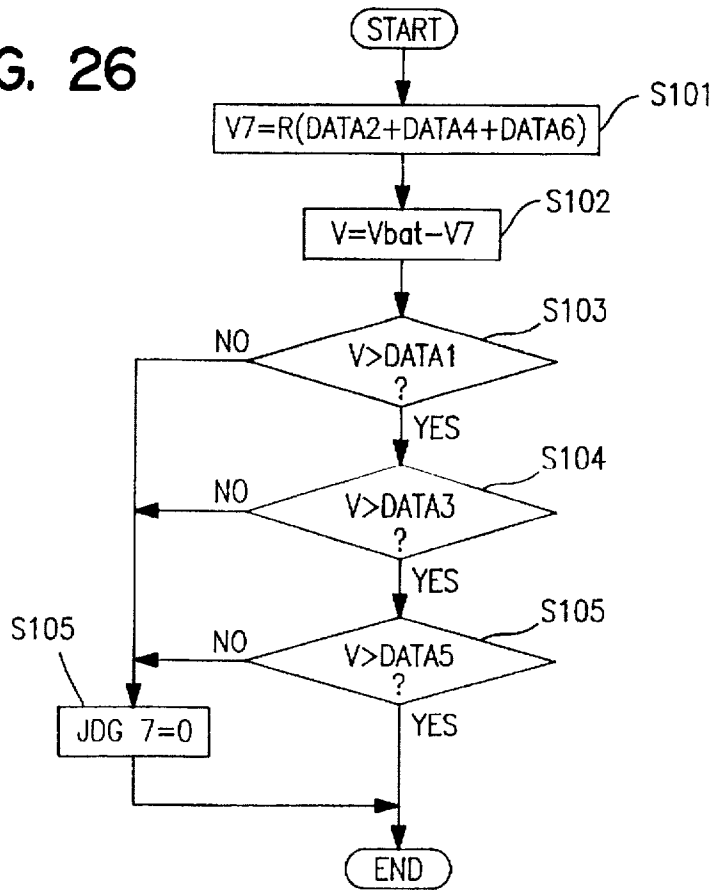 G. 26
START
V7=R(DATA2+DATA4+DATA6)
S101
V=Vbat-V7
S102
V>DATA1
?
S103
NO
YES
V>DATA3
?
S104
NO
YES
V>DATA5
?
S105
NO
YES
S105
JDG 7=0
END